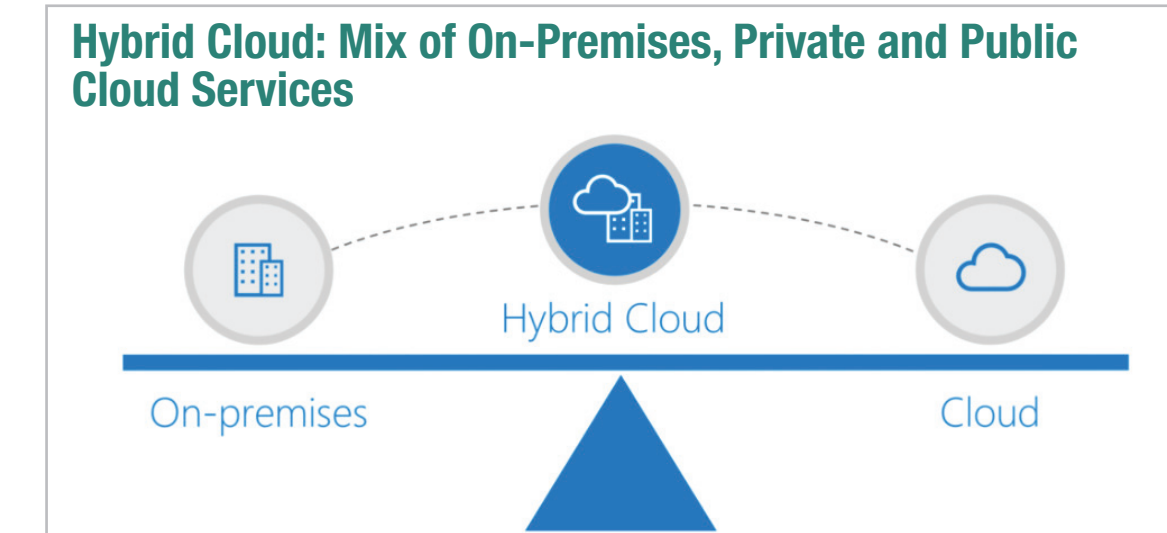 Hybrid Cloud: Mix of On-Premises, Private and Public
Cloud Services
Hybrid Cloud
On-premises
Cloud